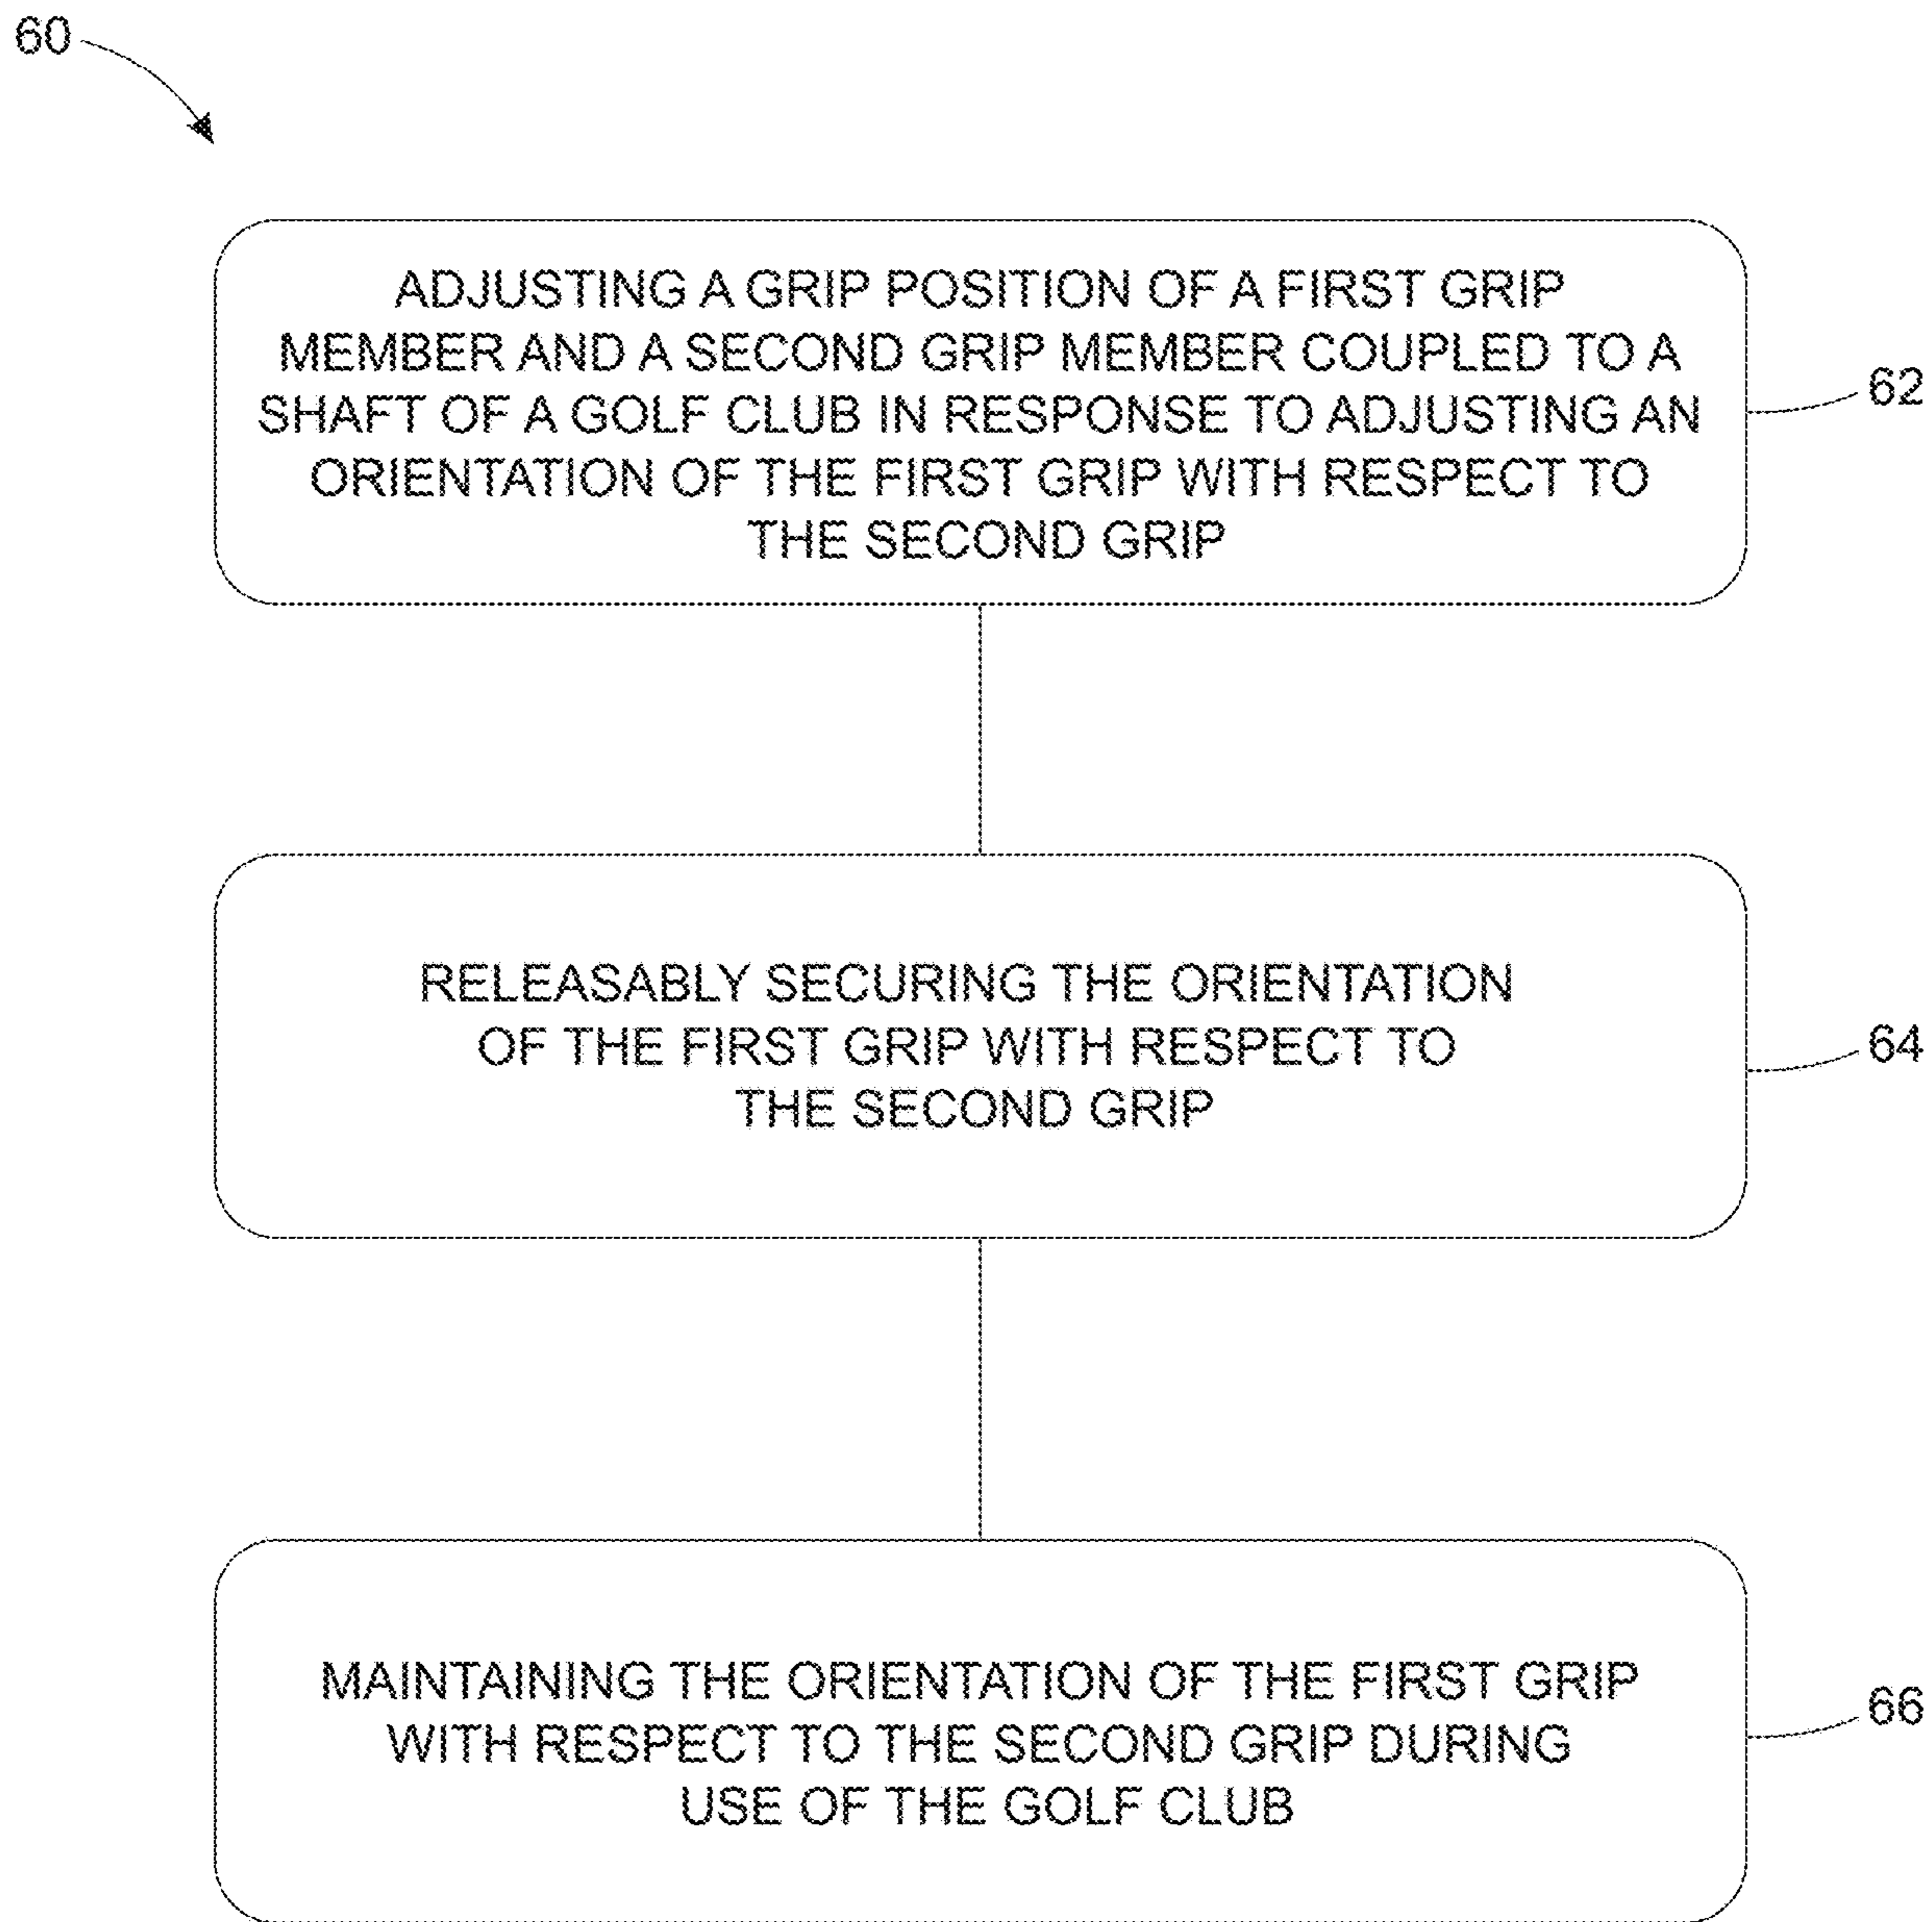 60
ADJUSTING A GRIP POSITION OF A FIRST GRIP
MEMBER AND A SECOND GRIP MEMBER COUPLED TO A
SHAFT OF A GOLF CLUB IN RESPONSE TO ADJUSTING AN
ORIENTATION OF THE FIRST GRIP WITH RESPECT TO
THE SECOND GRIP
62
RELEASABLY SECURING THE ORIENTATION
OF THE FIRST GRIP WITH RESPECT TO
THE SECOND GRIP
64
MAINTAINING THE ORIENTATION OF THE FIRST GRIP
WITH RESPECT TO THE SECOND GRIP DURING
USE OF THE GOLF CLUB
66